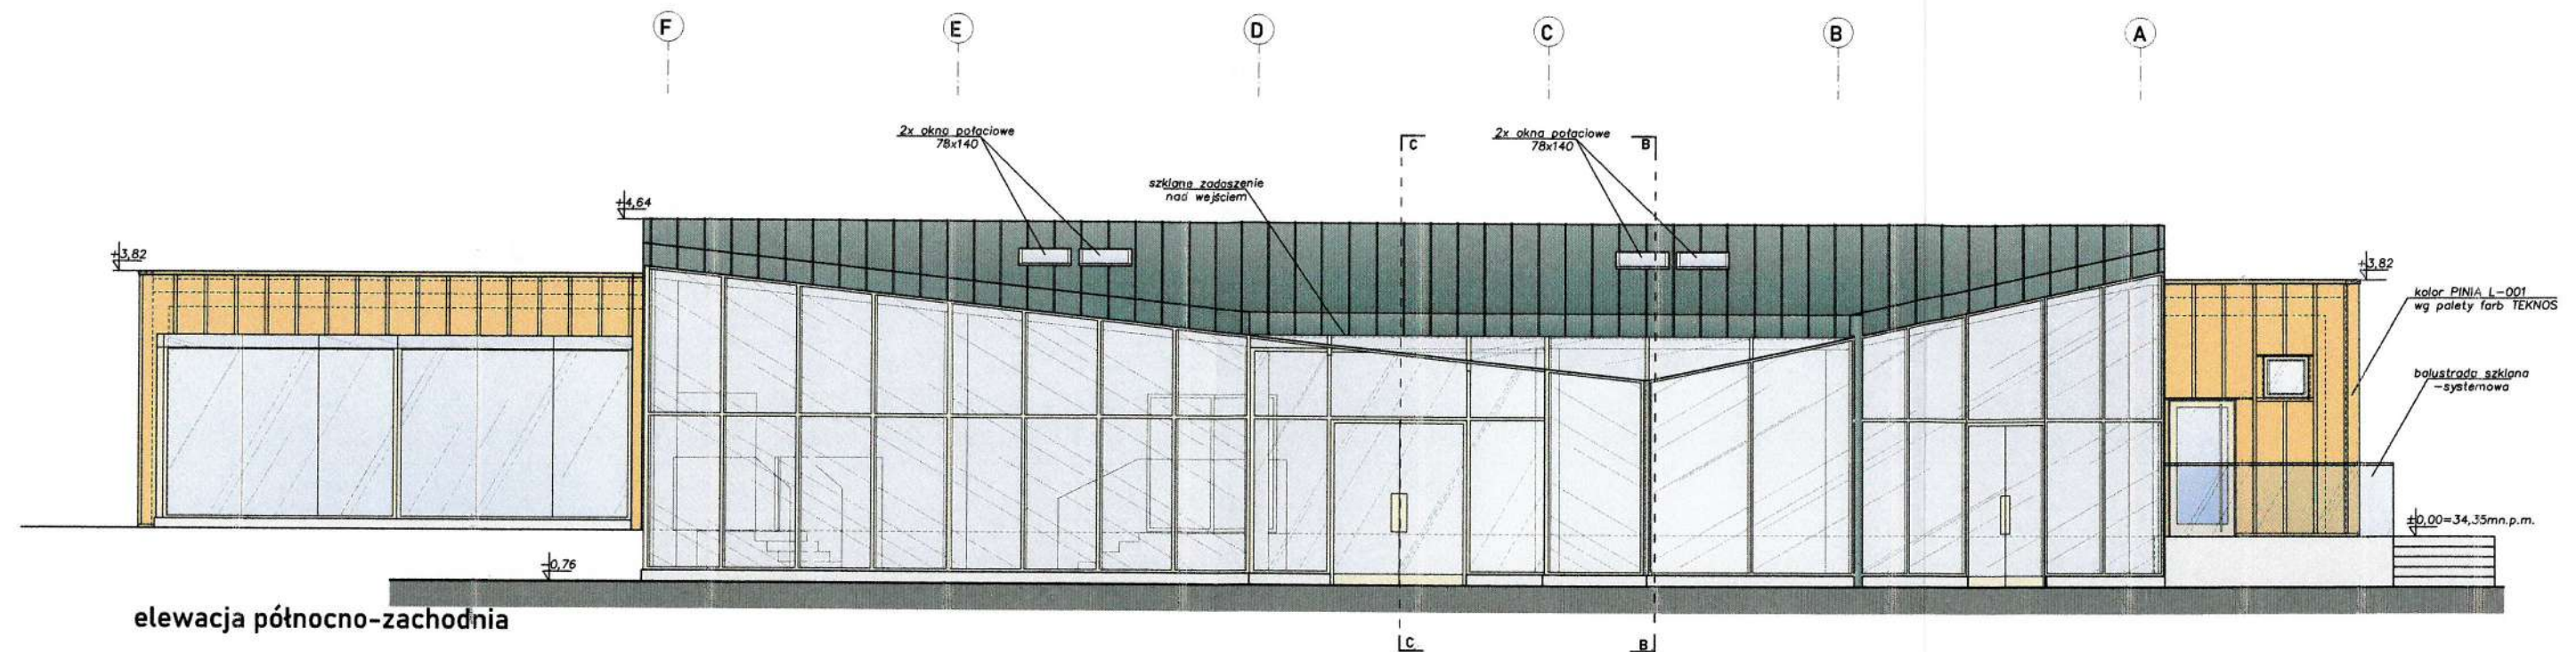 F
E
D
C
B
A
2x okno połaciowe
78x140
szklane zadaszenie
nad wejściem
C
2x okna połaciowe
78x140
B
+4,64
+3,82
+3,82
kolor PINIA L-001
wg palety farb TEKNOS
balustrada szklana
-systemowa
±0,00=34,35mn.p.m.
-0,76
elewacja północno-zachodnia
C
B